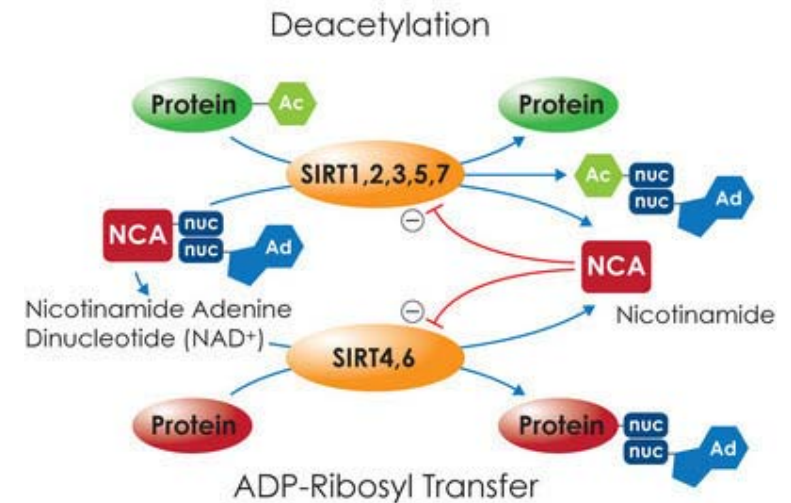 Deacetylation
Protein
Ac
Protein
SIRT1,2,3,5,7
Ac
nuc
nuc
Ad
NCA
nuc
nuc
Ad
NCA
Nicotinamide Adenine
Dinucleotide (NAD+)
Nicotinamide
SIRT4,6
Protein
Protein
nuc
nuc
Ad
ADP-Ribosyl Transfer